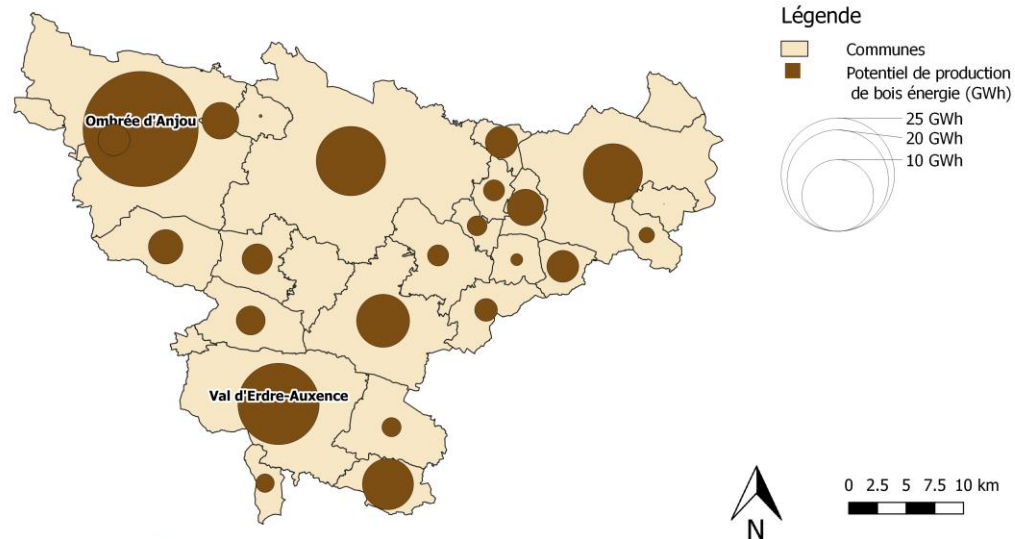 Légende
Communes
Potentiel de production
de bois énergie (GWh)
25 GWh
20 GWh
10 GWh
Ombrée d'Anjou
Val d'Erdre-Auxence
N
0 2.5 5 7.5 10 km